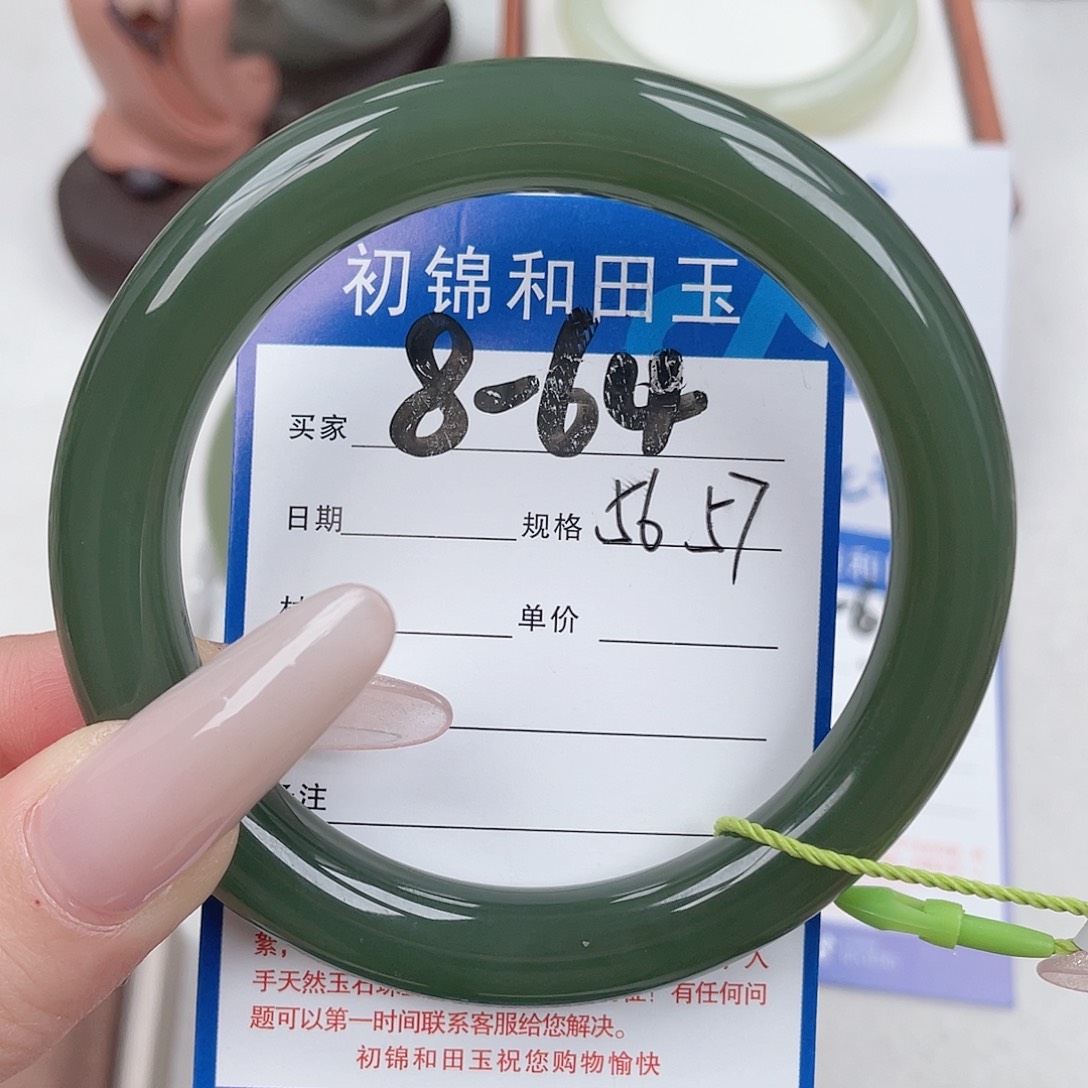 初锦和田玉
买家 8-64
日期 规格 56 57
单价
注
絮，
手天然玉石 有任何问
题可以第一时间联系客服给您解决。
初锦和田玉祝您购物愉快